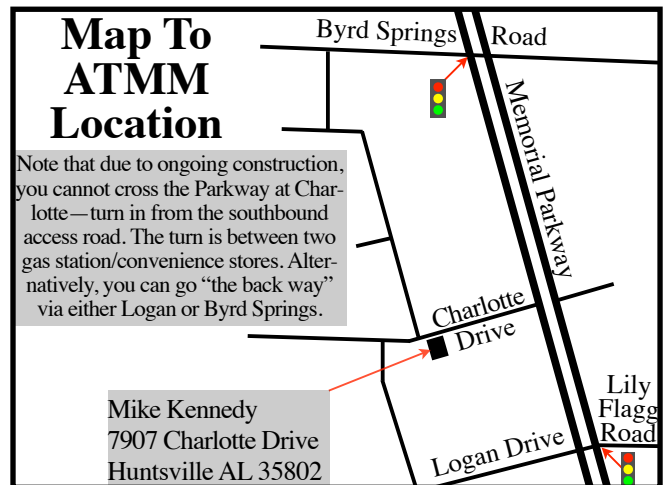 Map To
ATMM
Location
Byrd Springs Road
Note that due to ongoing construction,
you cannot cross the Parkway at Char-
lotte—turn in from the southbound
access road. The turn is between two
gas station/convenience stores. Alter-
natively, you can go “the back way”
via either Logan or Byrd Springs.
Memorial Parkway
Charlotte
Drive
Mike Kennedy
7907 Charlotte Drive
Huntsville AL 35802
Logan Drive
Lily
Flagg
Road